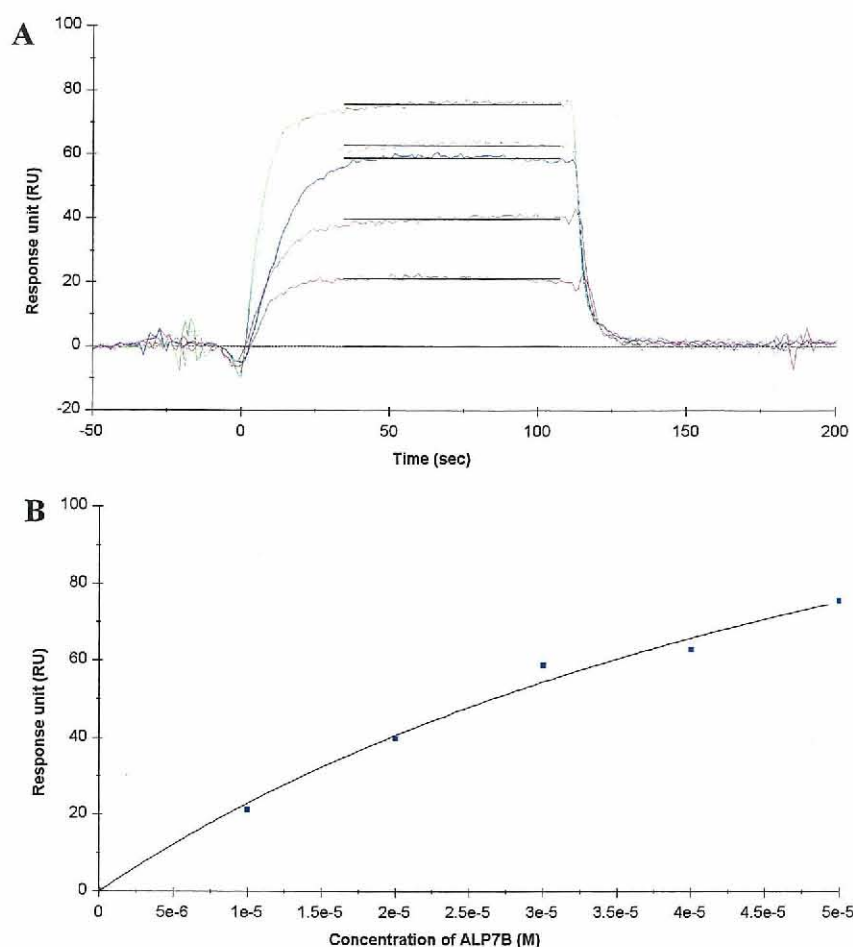 A
100
80
60
40
20
0
-20
Response unit (RU)
-50
0
50
100
150
200
Time (sec)
B
100
80
60
40
20
0
Response unit (RU)
0
5e-6
1e-5
1.5e-5
2e-5
2.5e-5
3e-5
3.5e-5
4e-5
4.5e-5
5e-5
Concentration of ALP7B (M)